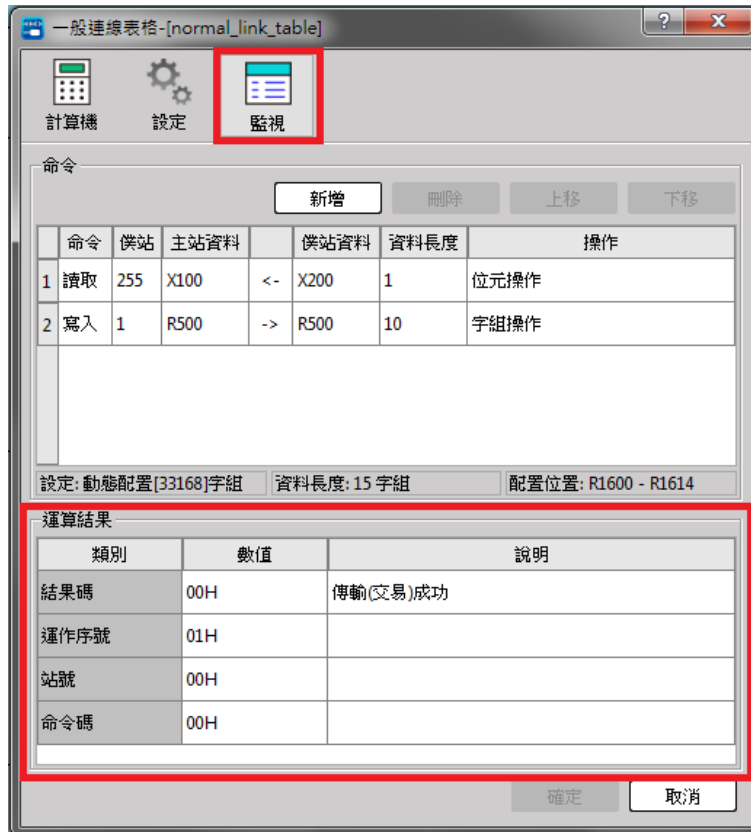 一般連線表格-[normal_link_table]
計算機 設定 監視
命令
新增 刪除 上移 下移
命令 僕站 主站資料 僕站資料 資料長度 操作
1 讀取 255 X100 <- X200 1 位元操作
2 寫入 1 R500 -> R500 10 字組操作
設定: 動態配置[33168]字組 資料長度: 15 字組 配置位置: R1600 - R1614
運算結果
類別 數值 說明
結果碼 00H 傳輸(交易)成功
運作序號 01H
站號 00H
命令碼 00H
確定 取消